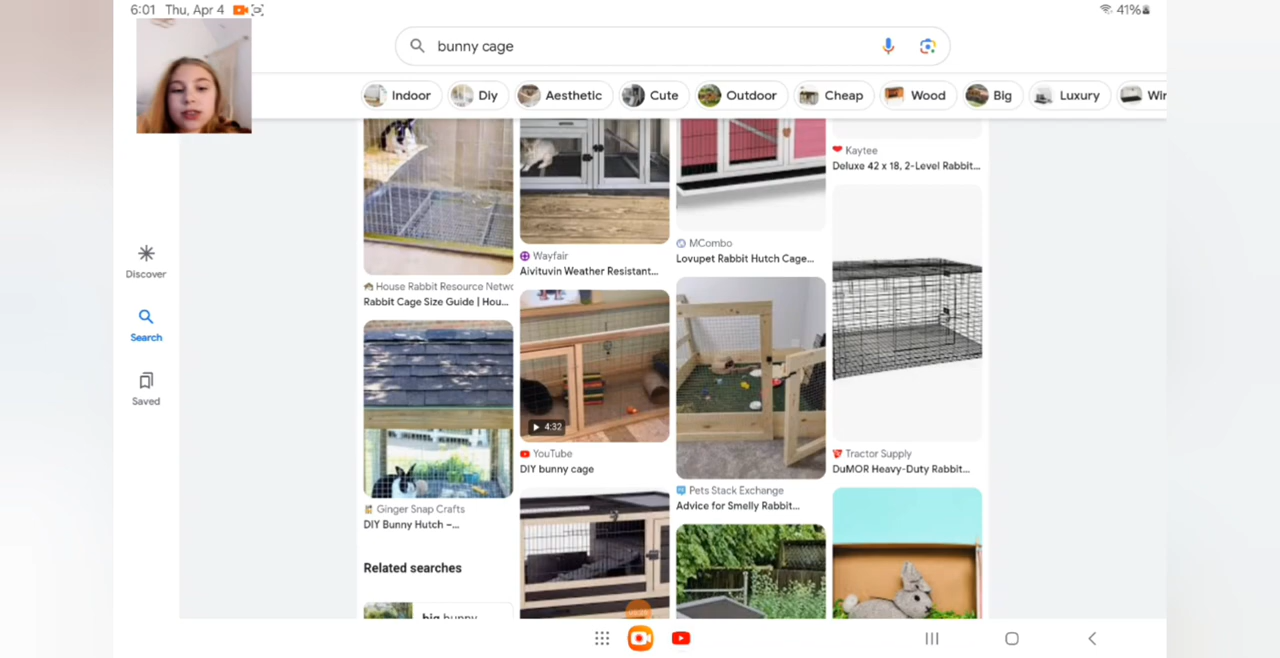 6:01 Thu, Apr 4
41%
bunny cage
Indoor
Diy
Aesthetic
Cute
Outdoor
Cheap
Wood
Big
Luxury
Discover
Search
Saved
House Rabbit Resource Netwo
Rabbit Cage Size Guide | Hou...
Ginger Snap Crafts
DIY Bunny Hutch –...
Related searches
big bunny
Wayfair
Aivituvin Weather Resistant...
4:32
YouTube
DIY bunny cage
MCombo
Lovupet Rabbit Hutch Cage...
Pets Stack Exchange
Advice for Smelly Rabbit...
Kaytee
Deluxe 42 x 18, 2-Level Rabbit...
Tractor Supply
DuMOR Heavy-Duty Rabbit...